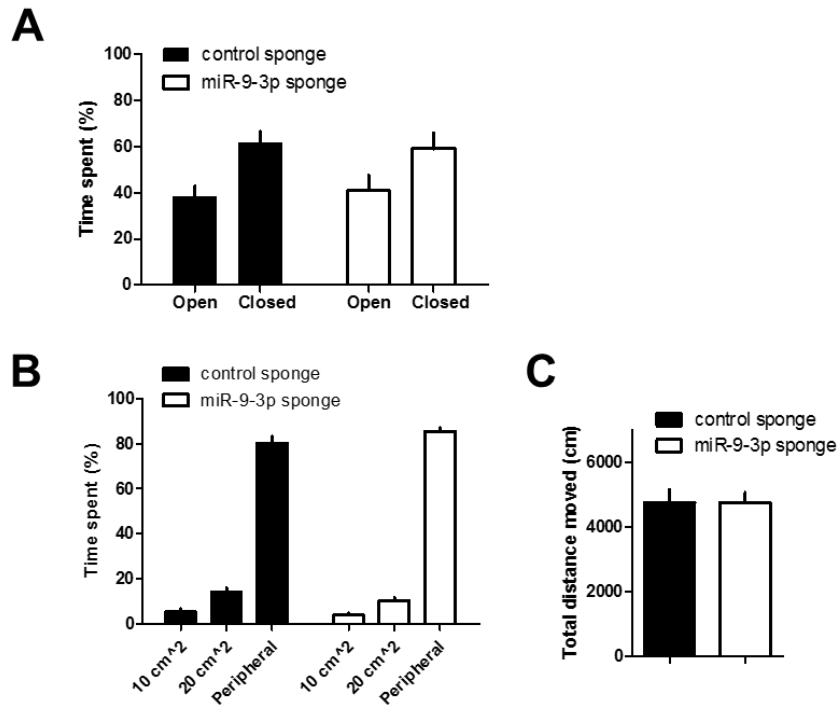 A
control sponge
miR-9-3p sponge
Time spent (%)
100
80
60
40
20
0
Open Closed Open Closed
B
control sponge
miR-9-3p sponge
Time spent (%)
100
80
60
40
20
0
10 cm^2 20 cm^2 Peripheral 10 cm^2 20 cm^2 Peripheral
C
control sponge
miR-9-3p sponge
Total distance moved (cm)
6000
4000
2000
0